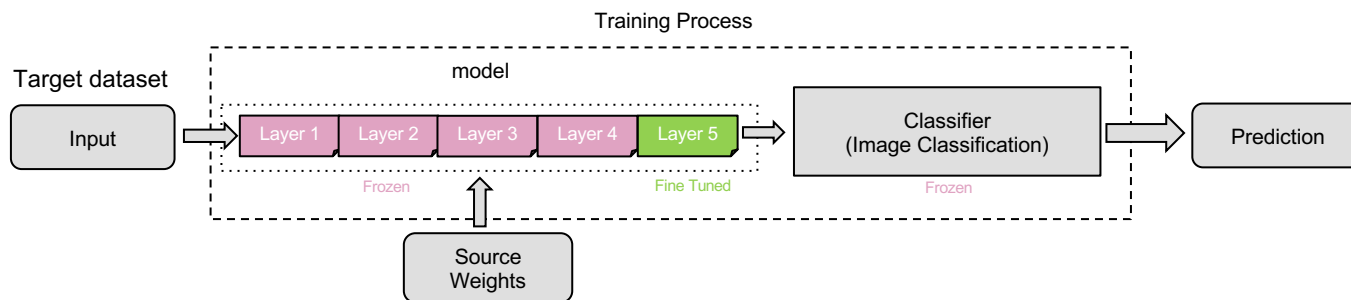 Training Process
model
Target dataset
Input
Layer 1
Layer 2
Layer 3
Layer 4
Layer 5
Classifier
(Image Classification)
Prediction
Frozen
Fine Tuned
Frozen
Source
Weights